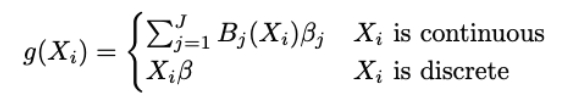 g(X_i) = { ∑_{j=1}^{J} B_j(X_i)β_j X_i is continuous
X_iβ X_i is discrete